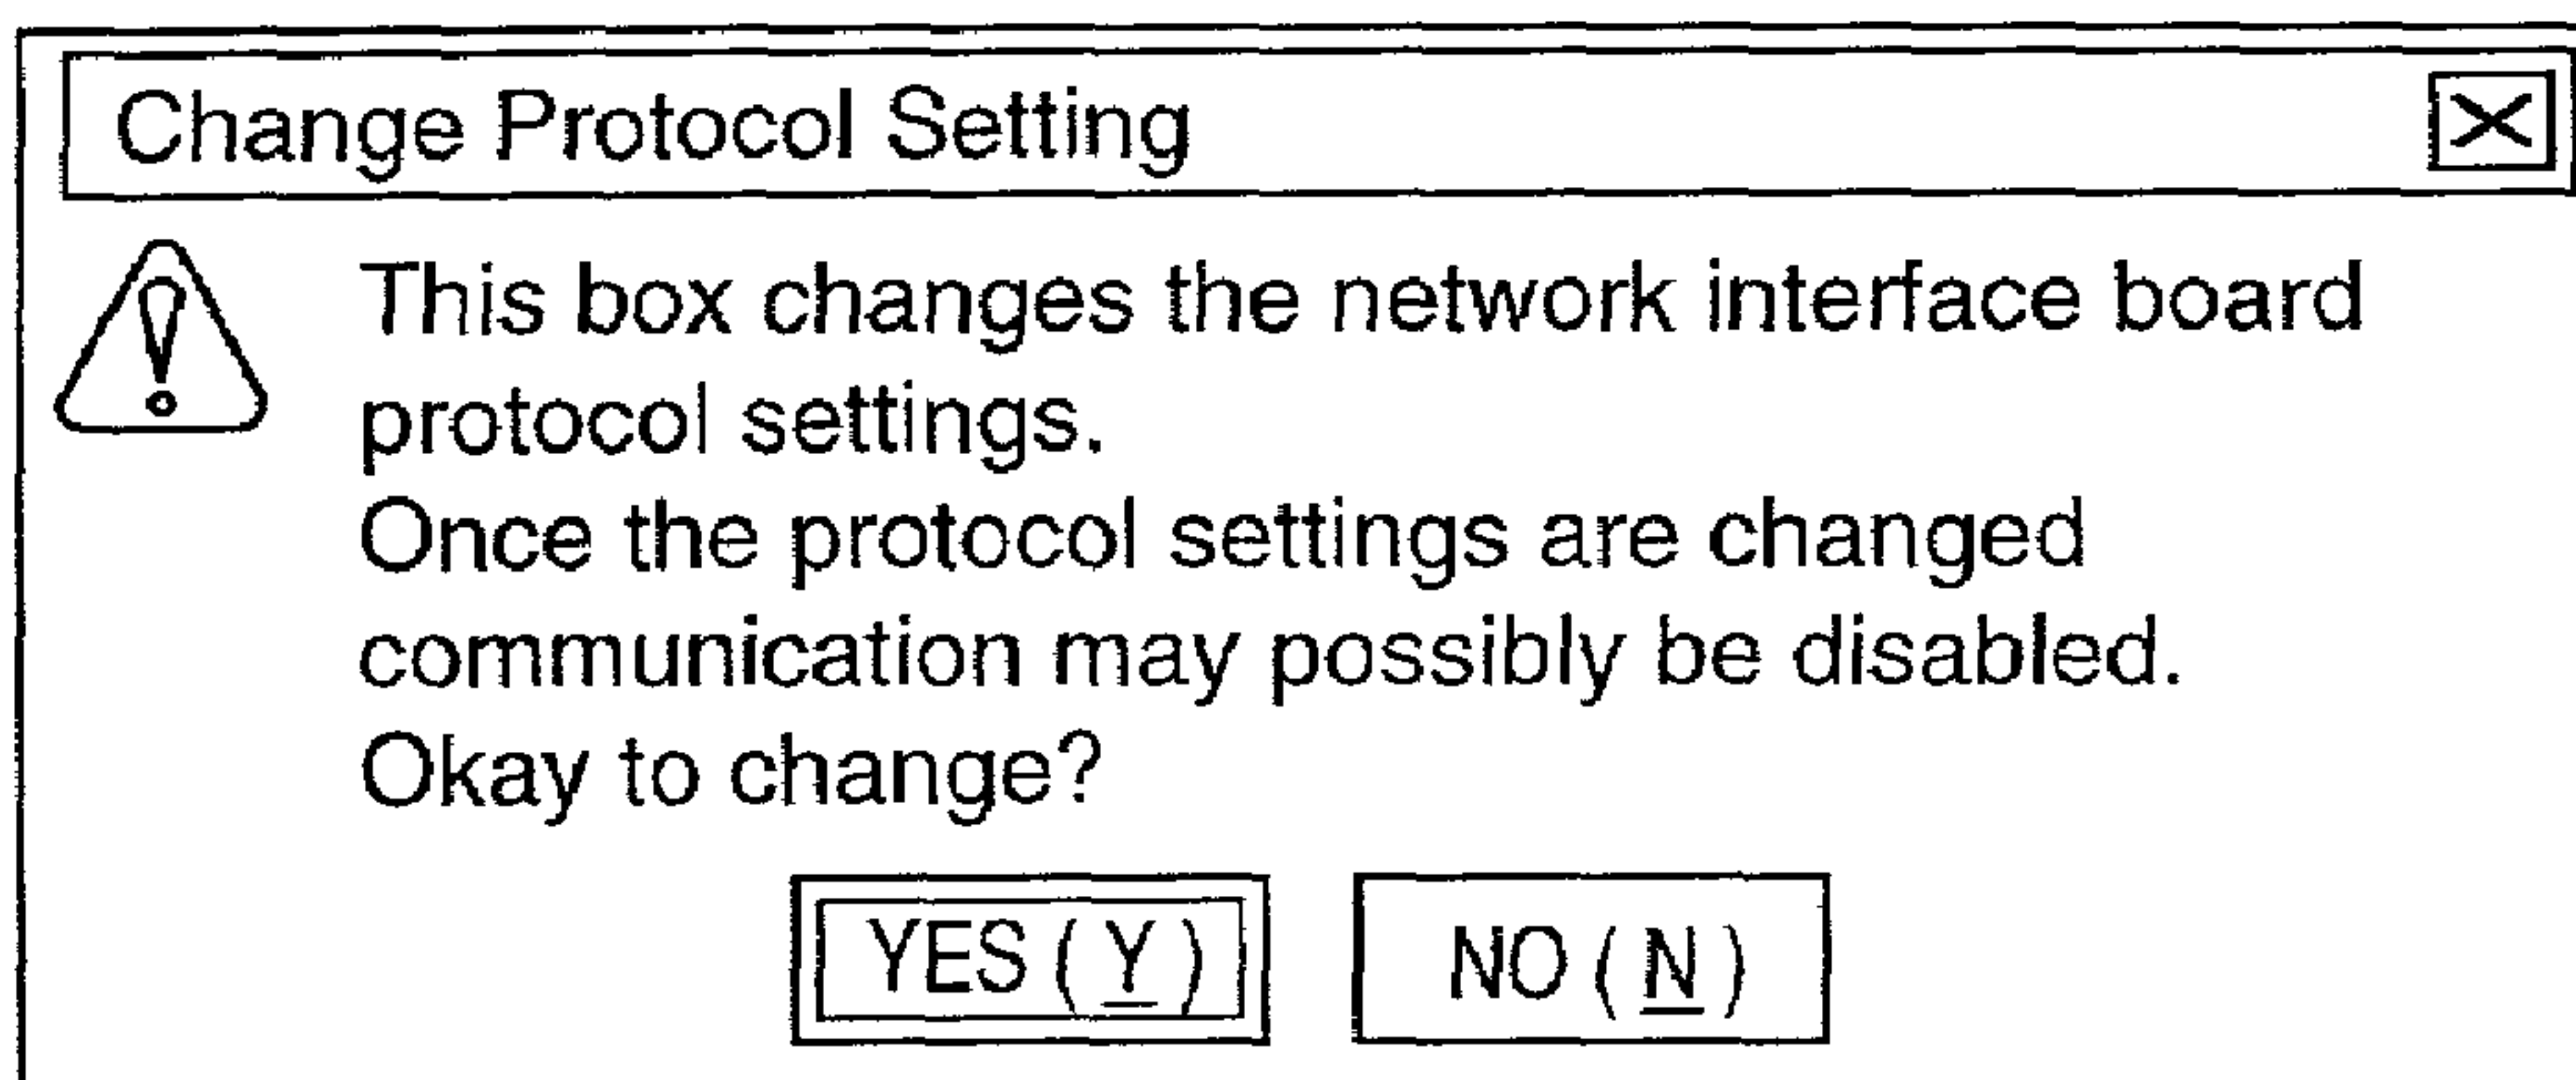 Change Protocol Setting
This box changes the network interface board
protocol settings.
Once the protocol settings are changed
communication may possibly be disabled.
Okay to change?
YES ( Y ) NO ( N )